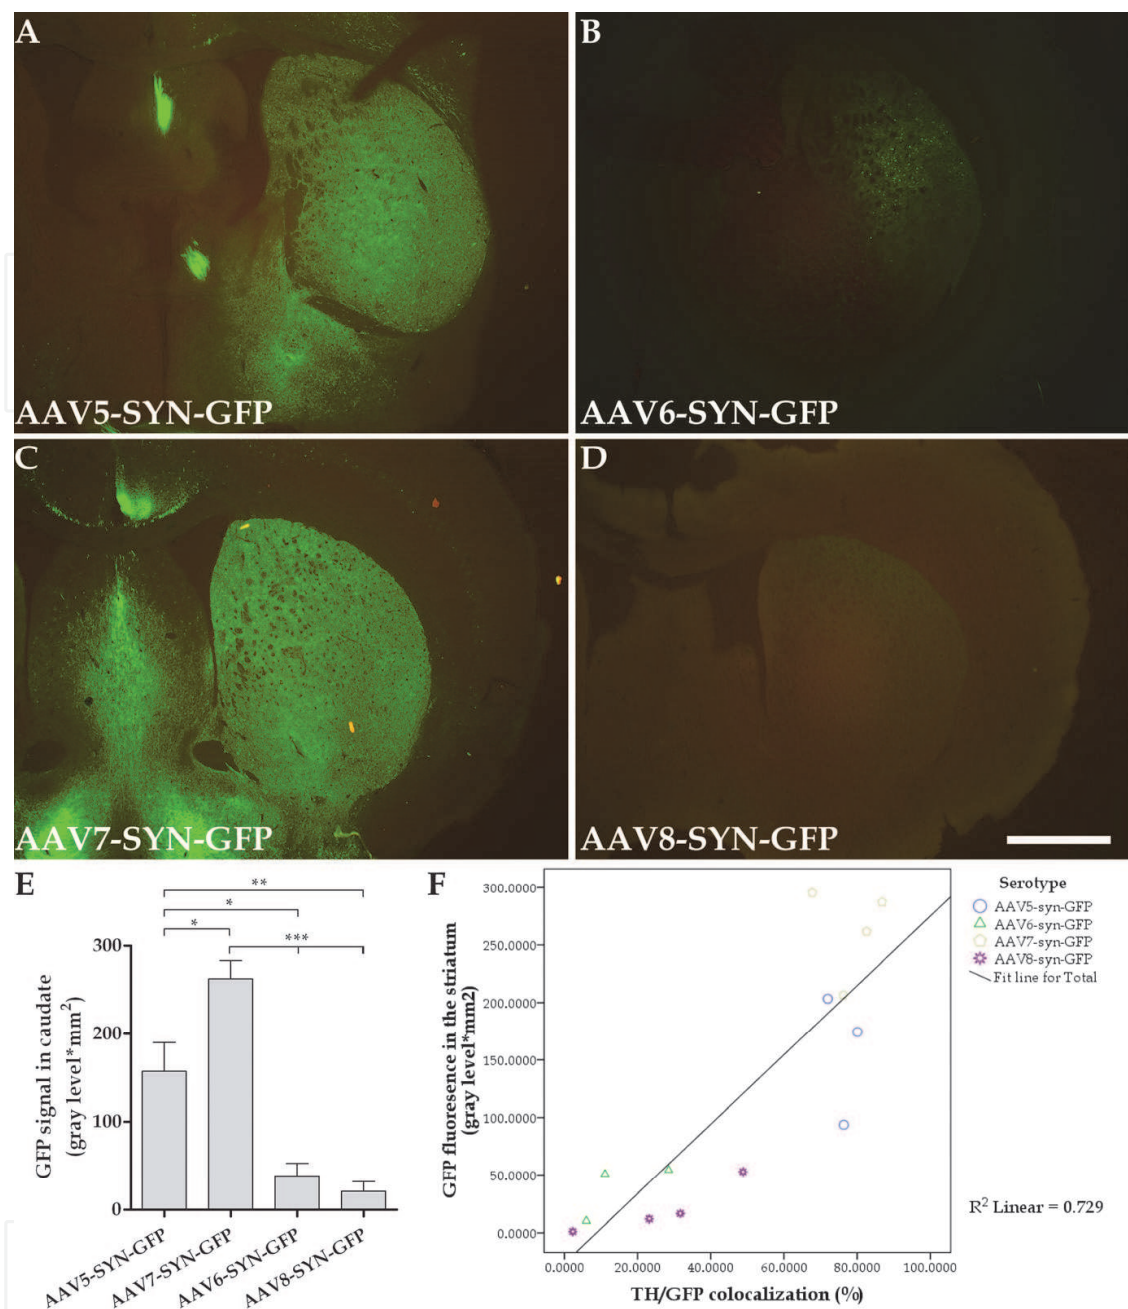 A
B
AAV5-SYN-GFP
AAV6-SYN-GFP
C
D
AAV7-SYN-GFP
AAV8-SYN-GFP
E
**
*
*
***
300
200
100
0
GFP signal in caudate
(gray level*mm2)
AAV5-SYN-GFP
AAV7-SYN-GFP
AAV6-SYN-GFP
AAV8-SYN-GFP
F
GFP fluoresence in the striatum
(gray level*mm2)
300.0000
250.0000
200.0000
150.0000
100.0000
50.0000
0.0000
0.0000 20.0000 40.0000 60.0000 80.0000 100.0000
TH/GFP colocalization (%)
Serotype
AAV5-syn-GFP
AAV6-syn-GFP
AAV7-syn-GFP
AAV8-syn-GFP
Fit line for Total
R2 Linear = 0.729